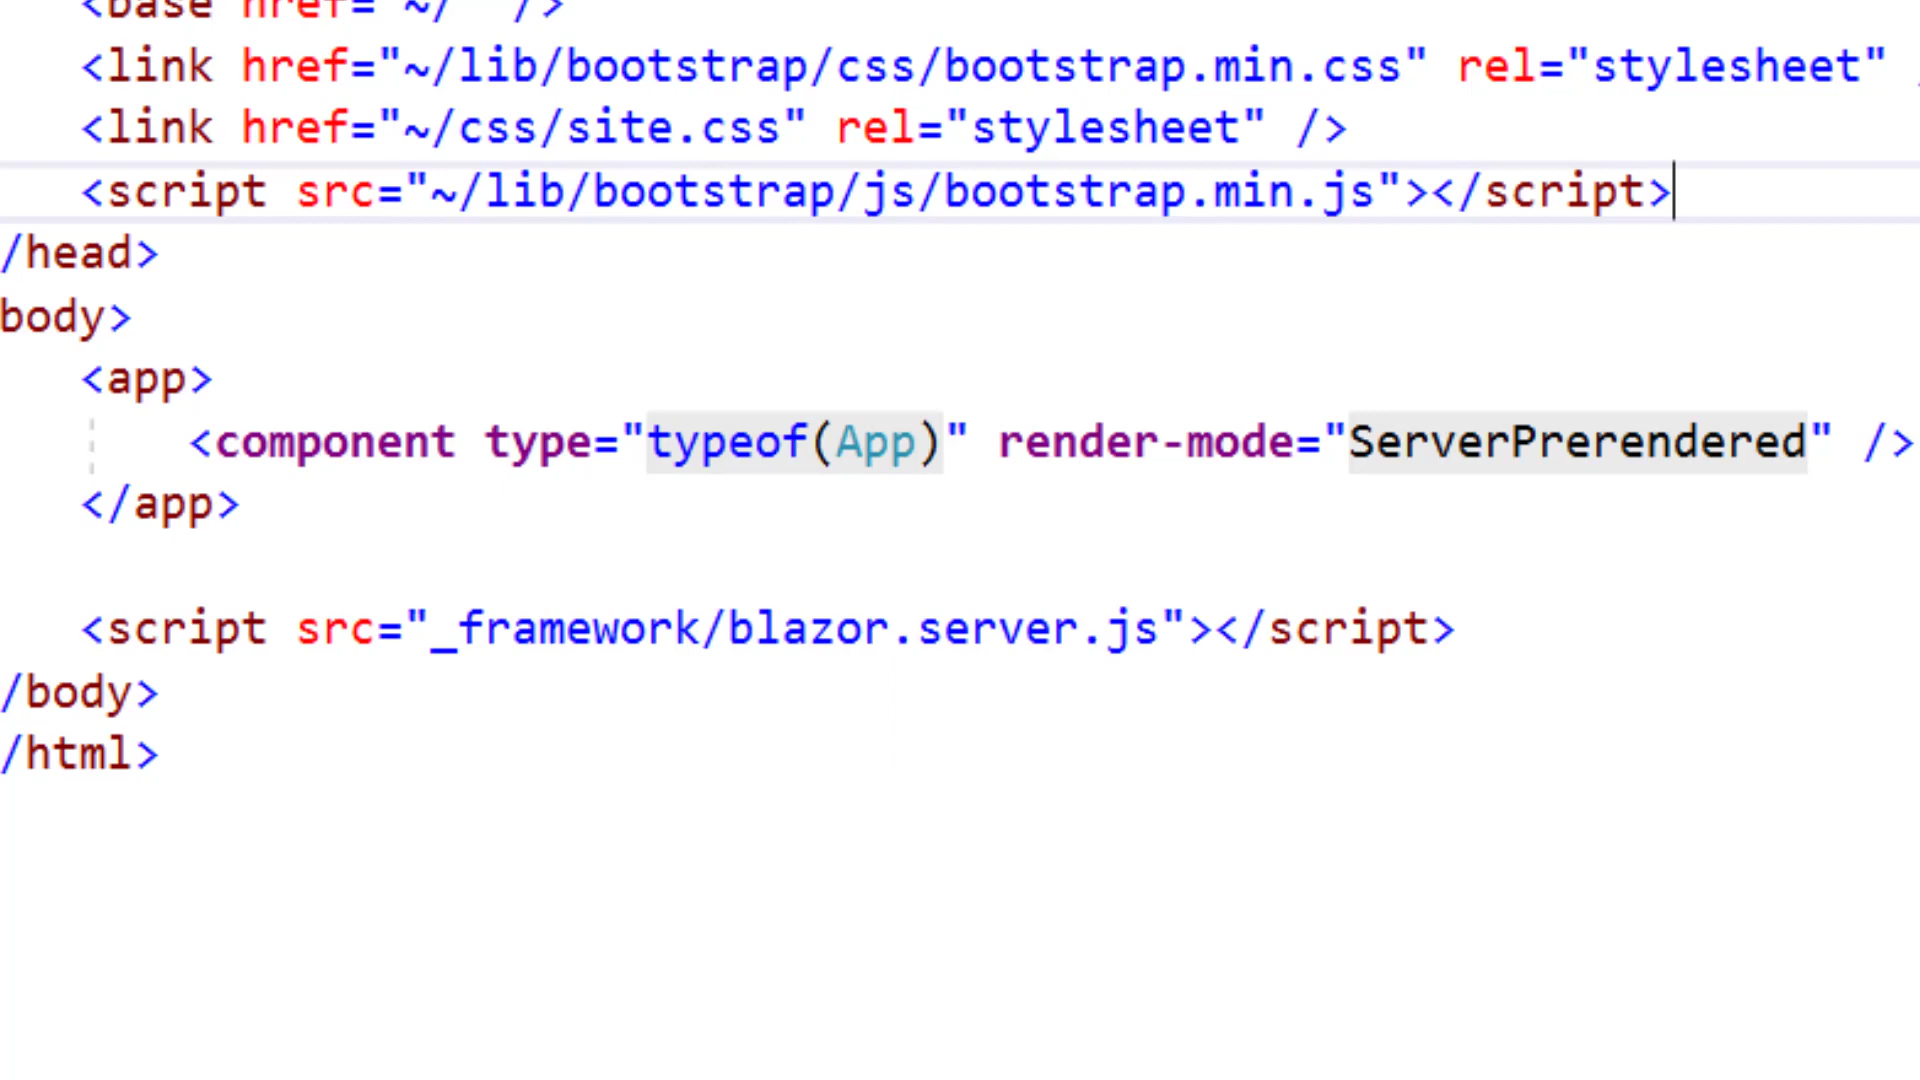 <base href="~/" />
<link href="~/lib/bootstrap/css/bootstrap.min.css" rel="stylesheet"
<link href="~/css/site.css" rel="stylesheet" />
<script src="~/lib/bootstrap/js/bootstrap.min.js"></script>
/head>
body>
<app>
<component type="typeof(App)" render-mode="ServerPrerendered" />
</app>
<script src="_framework/blazor.server.js"></script>
/body>
/html>